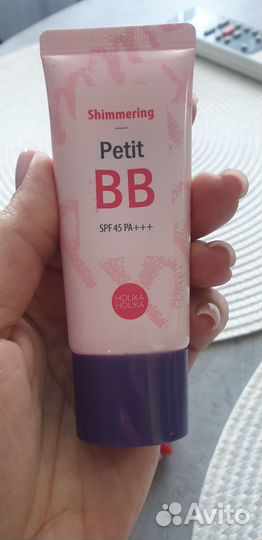 Shimmering
Petit
BB
SPF 45 PA+++
HOLIKA
HOLIKA
Avito